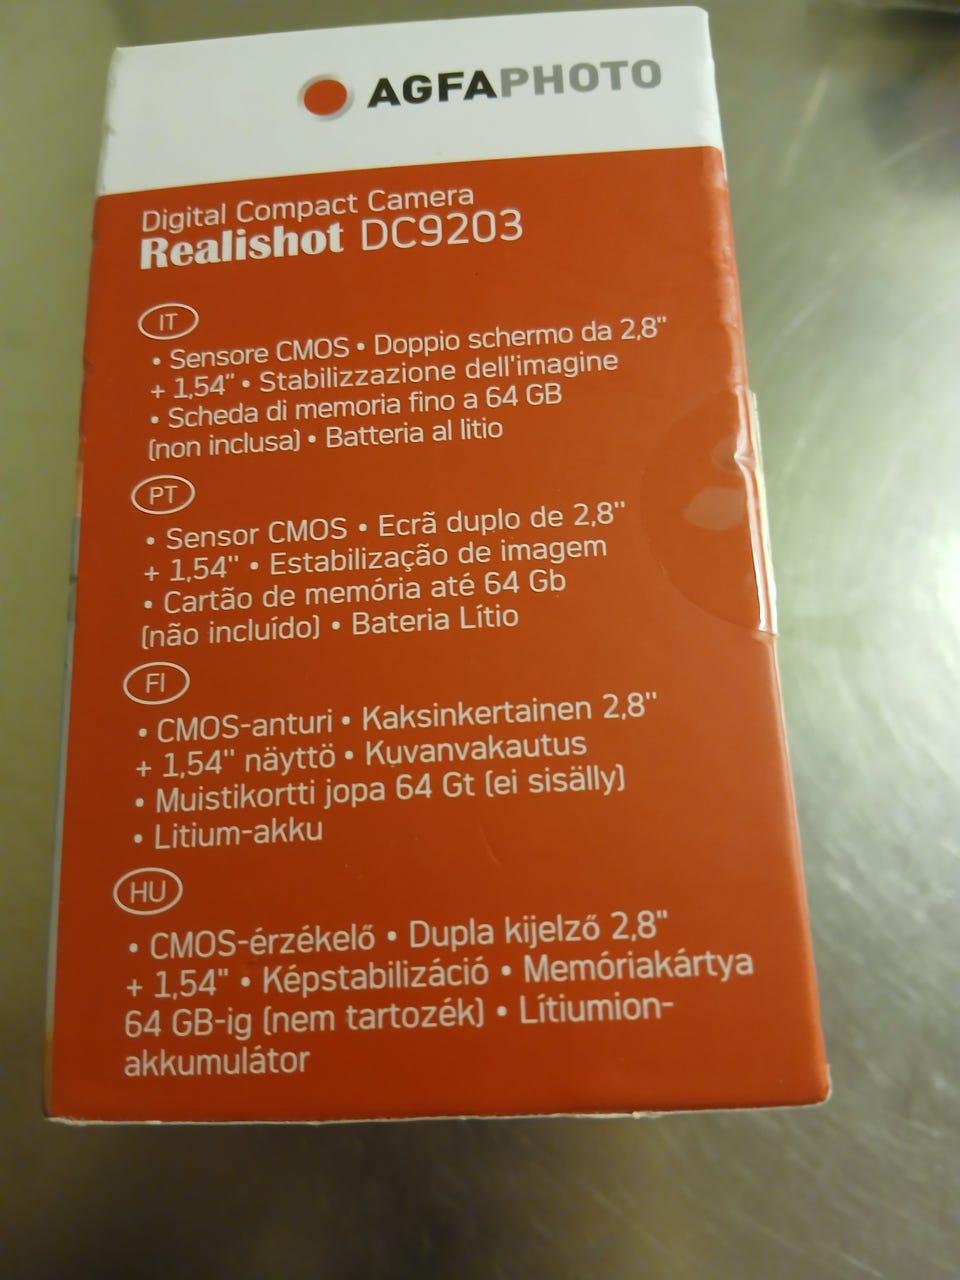 AGFAPHOTO
Digital Compact Camera
Realishot DC9203
IT
• Sensore CMOS • Doppio schermo da 2,8"
+ 1,54" • Stabilizzazione dell'imagine
• Scheda di memoria fino a 64 GB
(non inclusa) • Batteria al litio
PT
• Sensor CMOS • Ecrã duplo de 2,8"
+ 1,54" • Estabilização de imagem
• Cartão de memória até 64 Gb
(não incluído) • Bateria Lítio
FI
• CMOS-anturi • Kaksinkertainen 2,8"
+ 1,54" näyttö • Kuvanvakautus
• Muistikortti jopa 64 Gt (ei sisälly)
• Litium-akku
HU
• CMOS-érzékelő • Dupla kijelző 2,8"
+ 1,54" • Képstabilizáció • Memóriakártya
64 GB-ig (nem tartozék) • Lítiumion-
akkumulátor